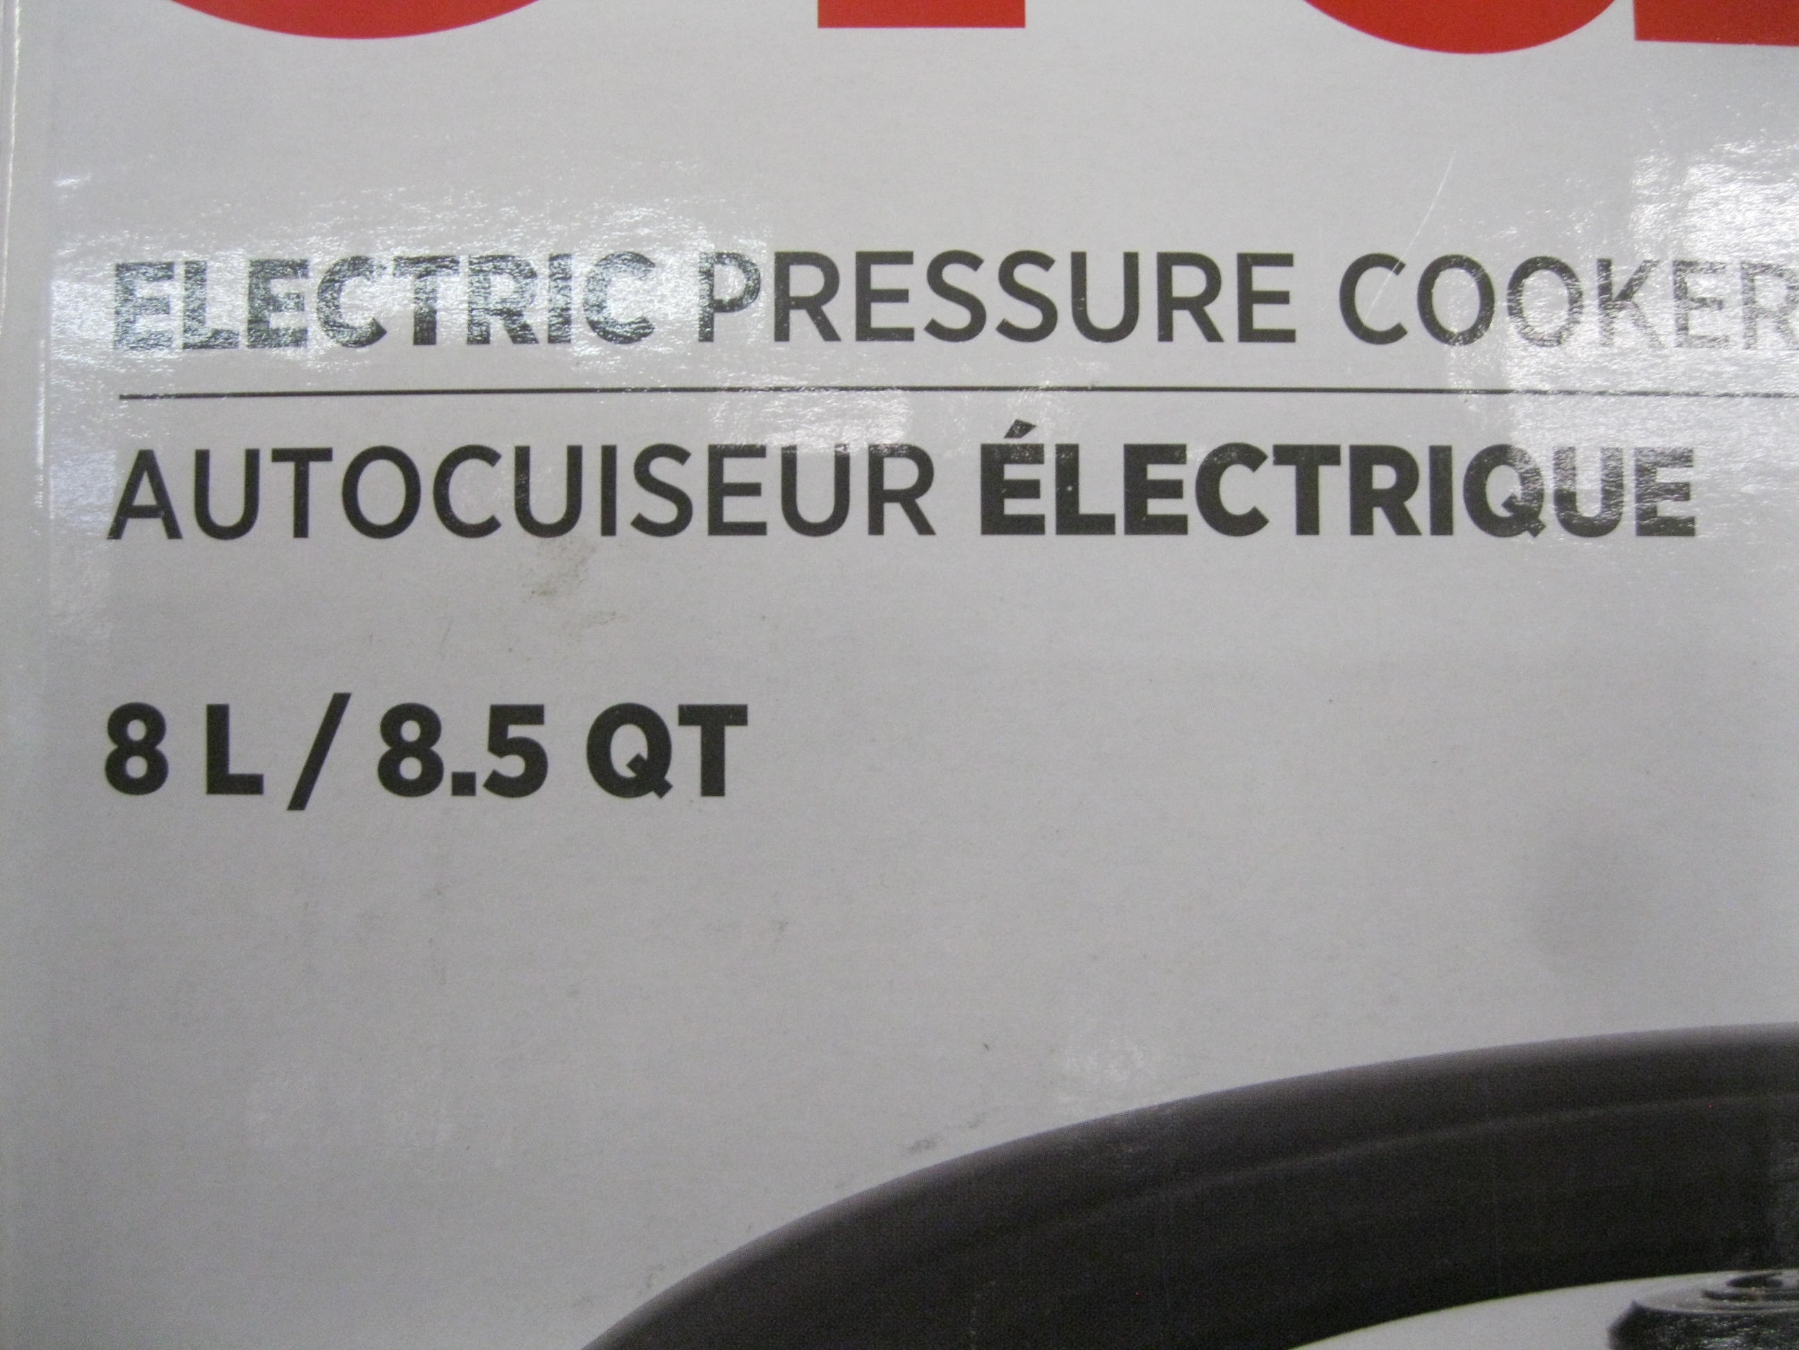 ELECTRIC PRESSURE COOKER
AUTOCUISEUR ÉLECTRIQUE
8 L / 8.5 QT